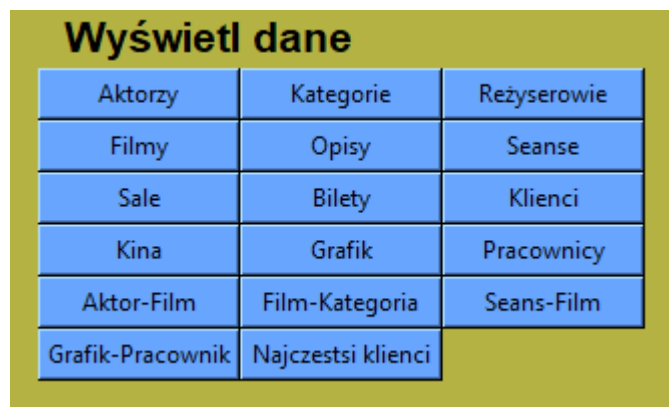 Wyświetl dane
Aktorzy Kategorie Reżyserowie
Filmy Opisy Seanse
Sale Bilety Klienci
Kina Grafik Pracownicy
Aktor-Film Film-Kategoria Seans-Film
Grafik-Pracownik Najczestsi klienci